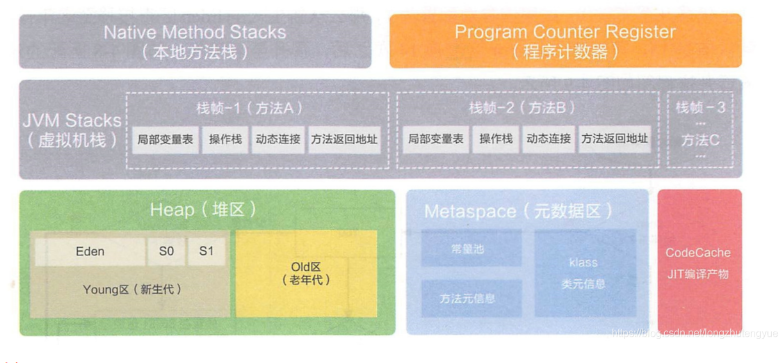 Native Method Stacks
（本地方法栈）
Program Counter Register
（程序计数器）
JVM Stacks
（虚拟机栈）
栈帧-1（方法A）
局部变量表
操作栈
动态连接
方法返回地址
栈帧-2（方法B）
局部变量表
操作栈
动态连接
方法返回地址
栈帧-3
...
方法C
...
Heap（堆区）
Eden
S0
S1
Young区（新生代）
Old区
（老年代）
Metaspace（元数据区）
常量池
方法元信息
klass
类元信息
CodeCache
JIT编译产物
https://blog.csdn.net/longzhutangyue